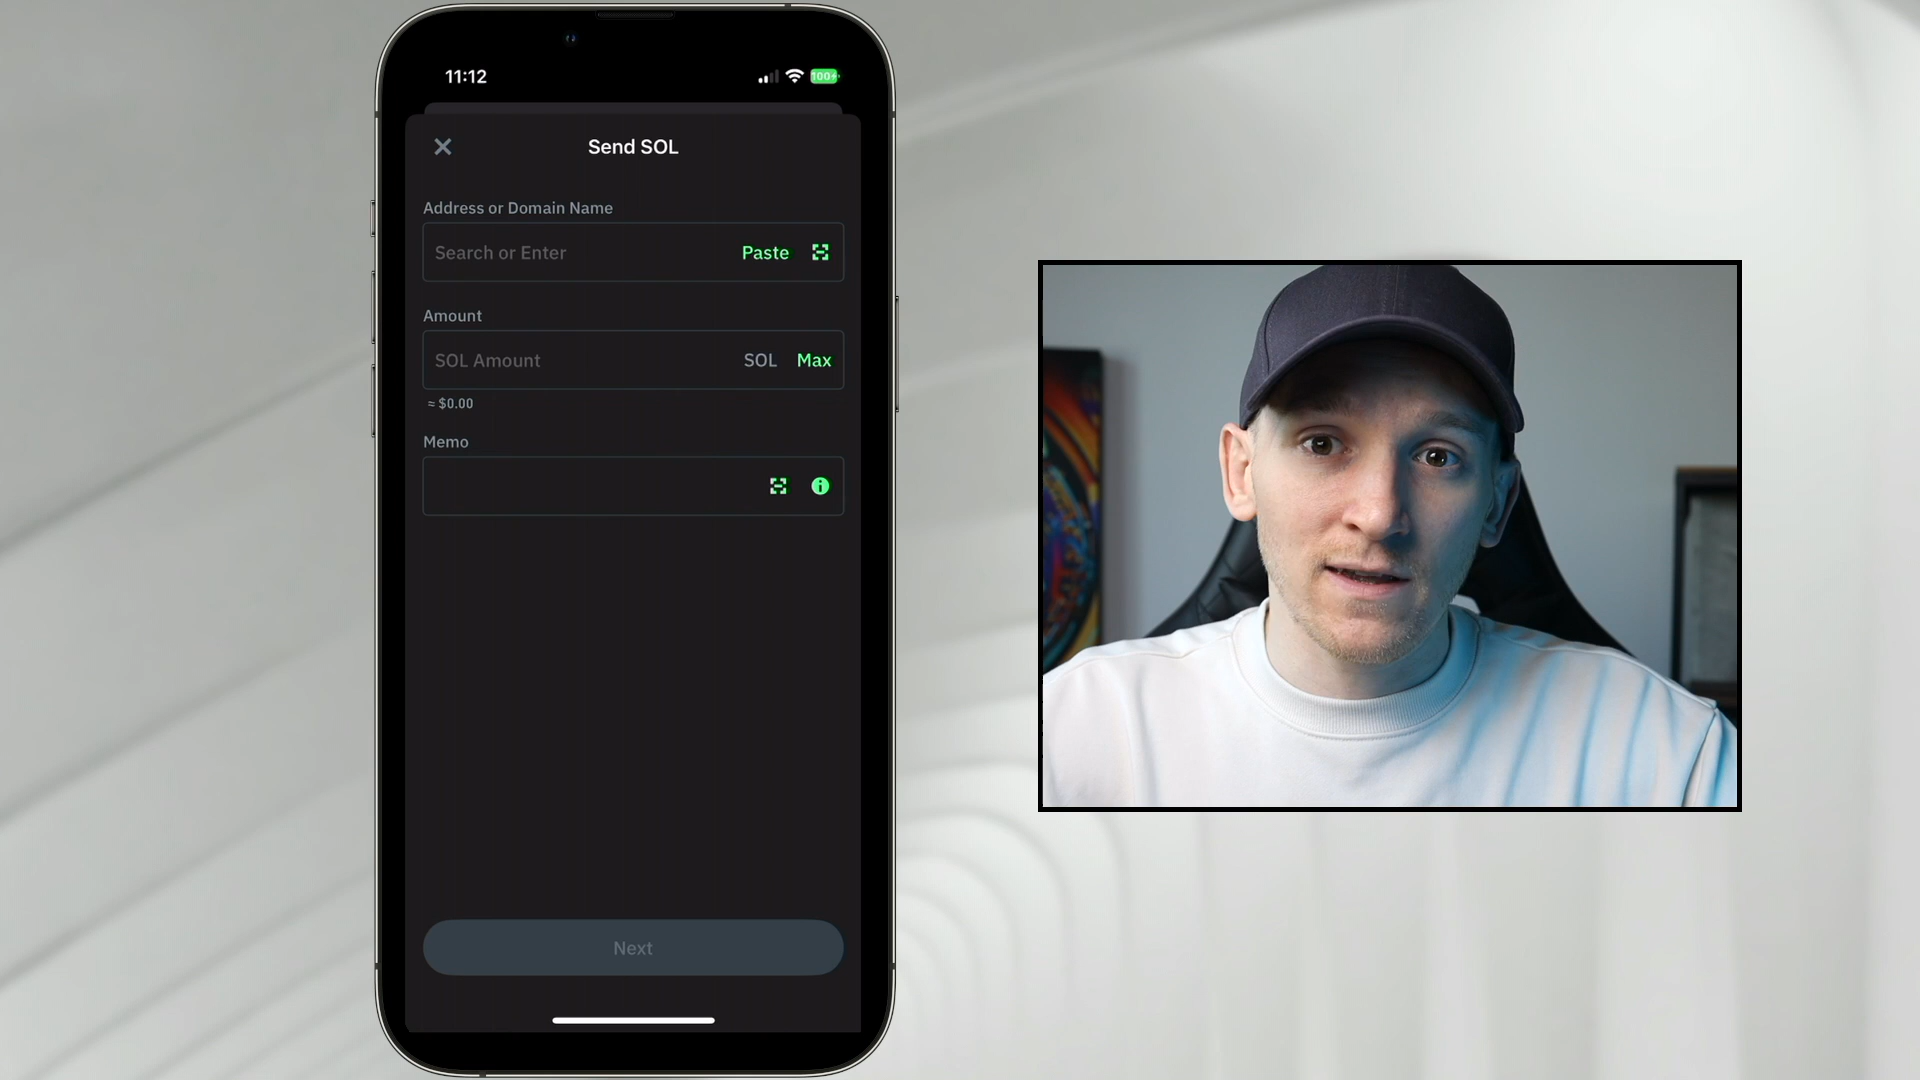 11:12
100
Send SOL
Address or Domain Name
Search or Enter Paste
Amount
SOL Amount SOL Max
≈ $0.00
Memo
Next